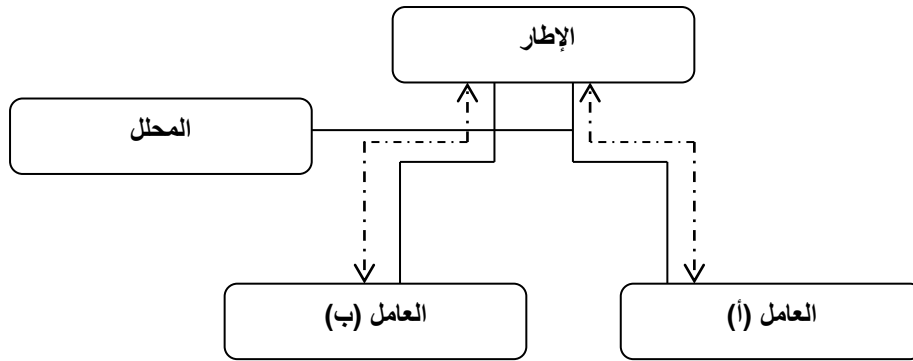 الإطار
المحلل
العامل (أ)
العامل (ب)